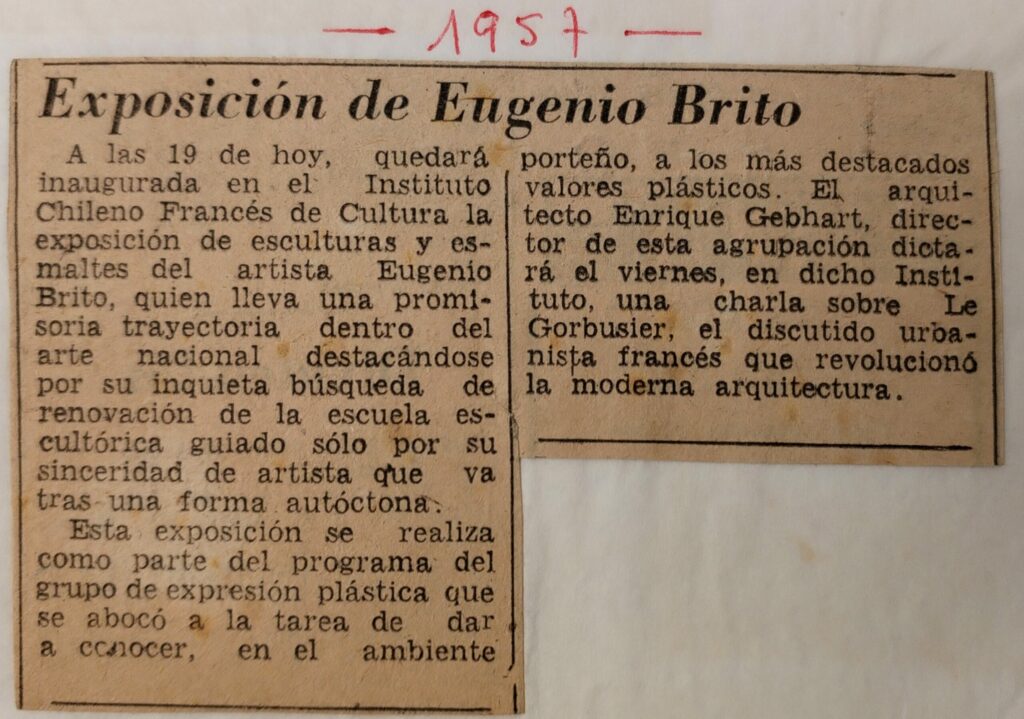 — 1957 —
Exposición de Eugenio Brito
A las 19 de hoy, quedará
inaugurada en el Instituto
Chileno Francés de Cultura la
exposición de esculturas y es-
maltes del artista Eugenio
Brito, quien lleva una promi-
soria trayectoria dentro del
arte nacional destacándose
por su inquieta búsqueda de
renovación de la escuela es-
cultórica guiado sólo por su
sinceridad de artista que va
tras una forma autóctona.
Esta exposición se realiza
como parte del programa del
grupo de expresión plástica que
se abocó a la tarea de dar
a conocer, en el ambiente
porteño, a los más destacados
valores plásticos. El arqui-
tecto Enrique Gebhart, direc-
tor de esta agrupación dicta-
rá el viernes, en dicho Insti-
tuto, una charla sobre Le
Gorbusier, el discutido urba-
nista francés que revolucionó
la moderna arquitectura.